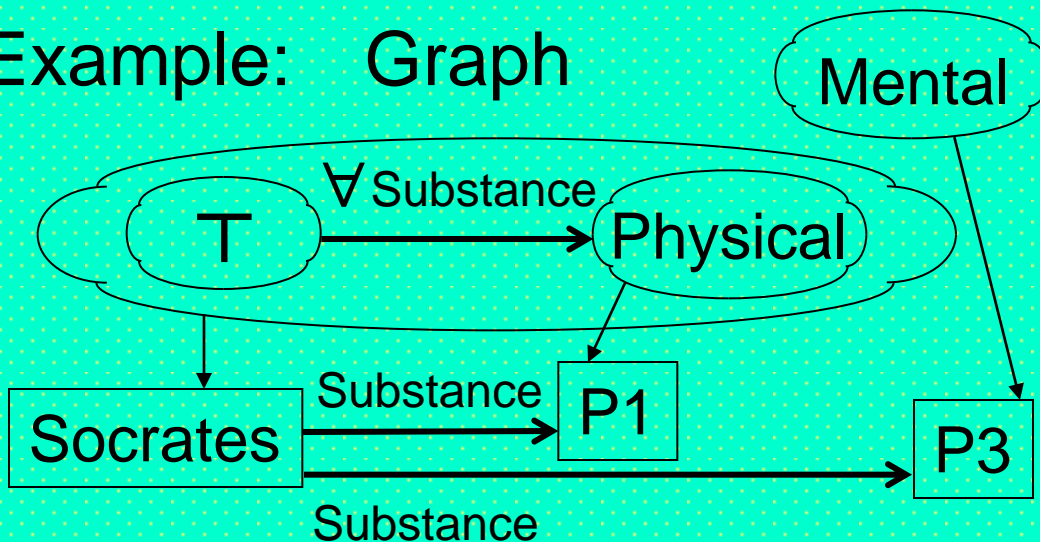 Example: Graph
Mental
∀ Substance
⊤
Physical
Substance
P1
Socrates
P3
Substance